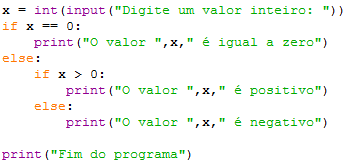 x = int(input("Digite um valor inteiro: "))
if x == 0:
    print("O valor ",x," é igual a zero")
else:
    if x > 0:
        print("O valor ",x," é positivo")
    else:
        print("O valor ",x," é negativo")

print("Fim do programa")